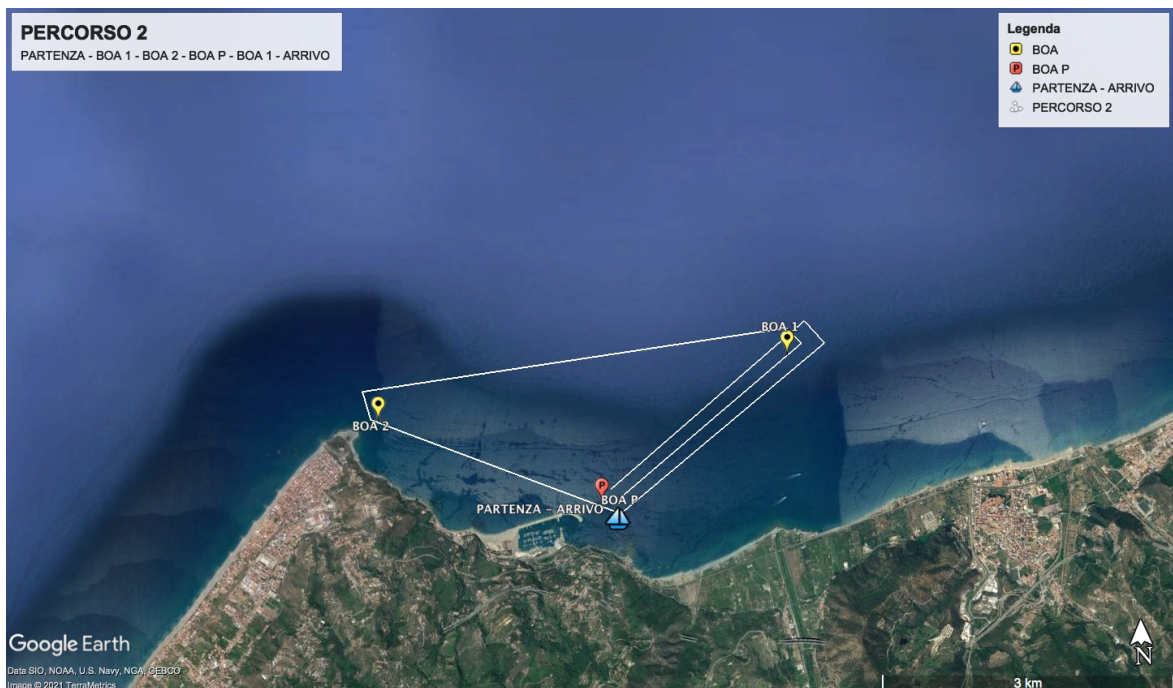 PERCORSO 2
PARTENZA - BOA 1 - BOA 2 - BOA P - BOA 1 - ARRIVO
Legenda
BOA
P BOA P
PARTENZA - ARRIVO
PERCORSO 2
BOA 1
BOA 2
P
BOA P
PARTENZA - ARRIVO
Google Earth
Data SIO, NOAA, U.S. Navy, NGA, GEBCO
Image © 2021 TerraMetrics
N
3 km